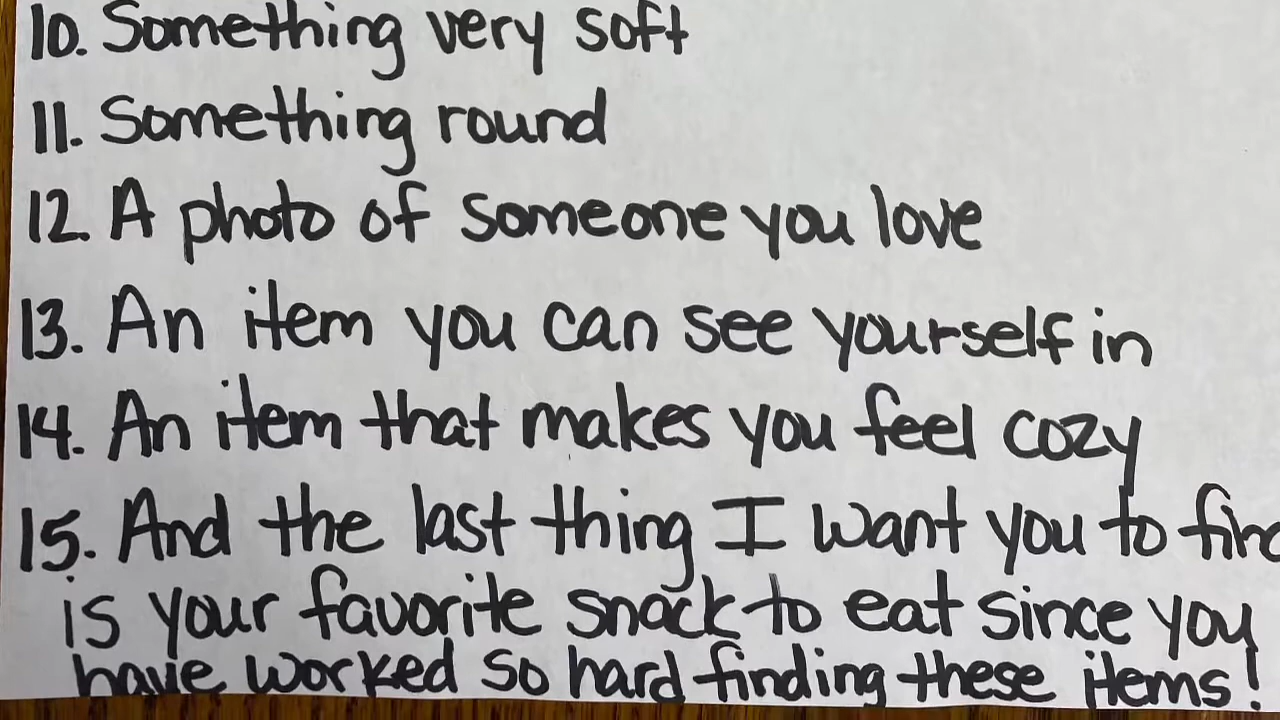 10. Something very soft
11. Something round
12. A photo of someone you love
13. An item you can see yourself in
14. An item that makes you feel cozy
15. And the last thing I want you to find
is your favorite snack to eat since you
have worked so hard finding these items!